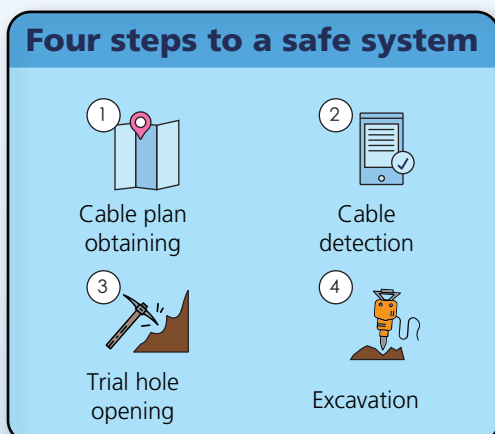 Four steps to a safe system
1
Cable plan
obtaining
2
Cable
detection
3
Trial hole
opening
4
Excavation